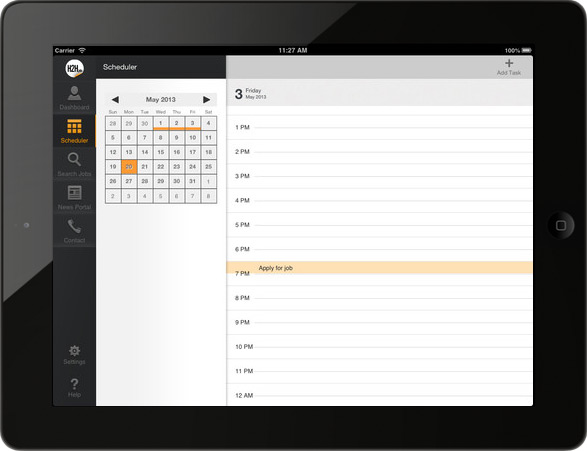 Carrier 11:27 AM 100%
H2H
Scheduler
Add Task
Dashboard
Scheduler
Search Jobs
News Portal
Contact
Settings
Help
May 2013
Sun Mon Tue Wed Thu Fri Sat
28 29 30 1 2 3 4
5 6 7 8 9 10 11
12 13 14 15 16 17 18
19 20 21 22 23 24 25
26 27 28 29 30 31 1
2 3 4 5 6 7 8
3 Friday
May 2013
1 PM
2 PM
3 PM
4 PM
5 PM
6 PM
Apply for job
7 PM
8 PM
9 PM
10 PM
11 PM
12 AM